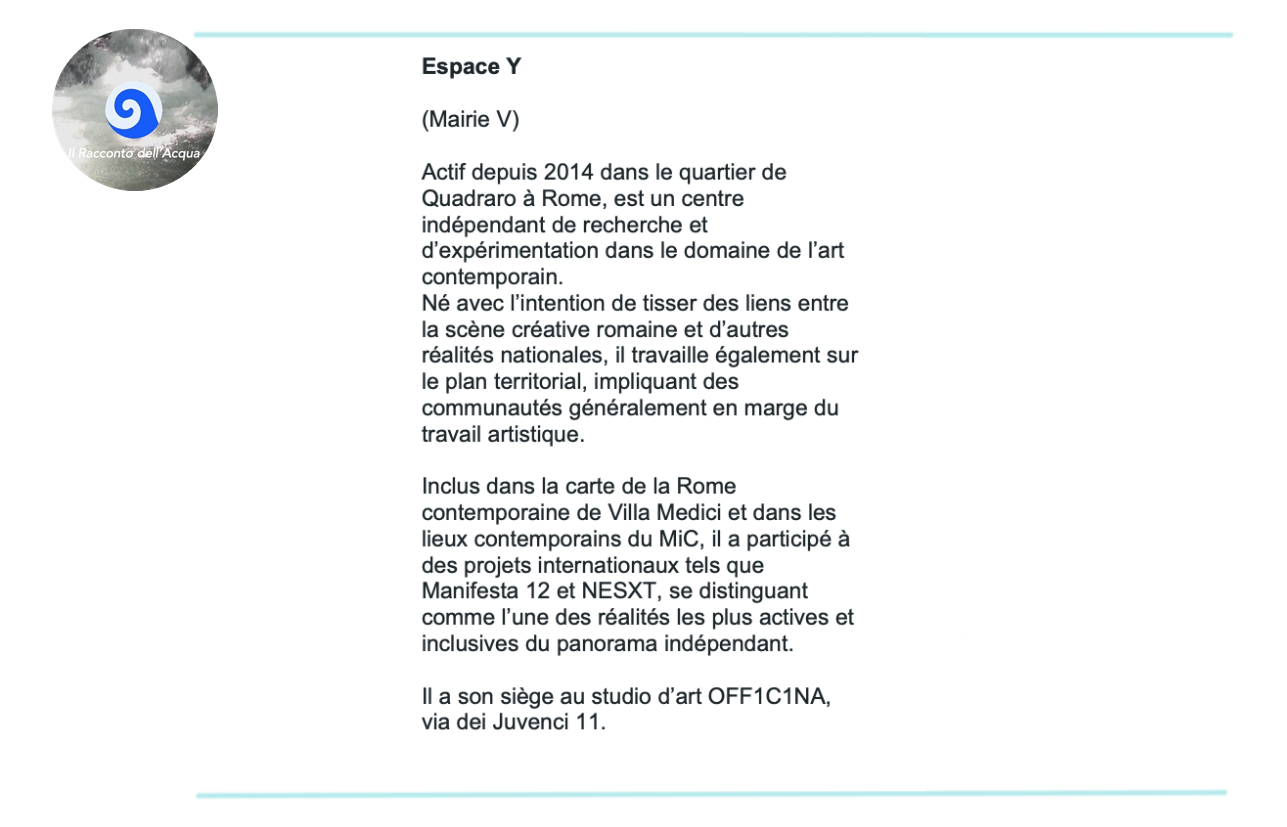 Il Racconto dell'Acqua
Espace Y
(Mairie V)
Actif depuis 2014 dans le quartier de
Quadraro à Rome, est un centre
indépendant de recherche et
d’expérimentation dans le domaine de l’art
contemporain.
Né avec l’intention de tisser des liens entre
la scène créative romaine et d’autres
réalités nationales, il travaille également sur
le plan territorial, impliquant des
communautés généralement en marge du
travail artistique.
Inclus dans la carte de la Rome
contemporaine de Villa Medici et dans les
lieux contemporains du MiC, il a participé à
des projets internationaux tels que
Manifesta 12 et NESXT, se distinguant
comme l’une des réalités les plus actives et
inclusives du panorama indépendant.
Il a son siège au studio d’art OFF1C1NA,
via dei Juvenci 11.